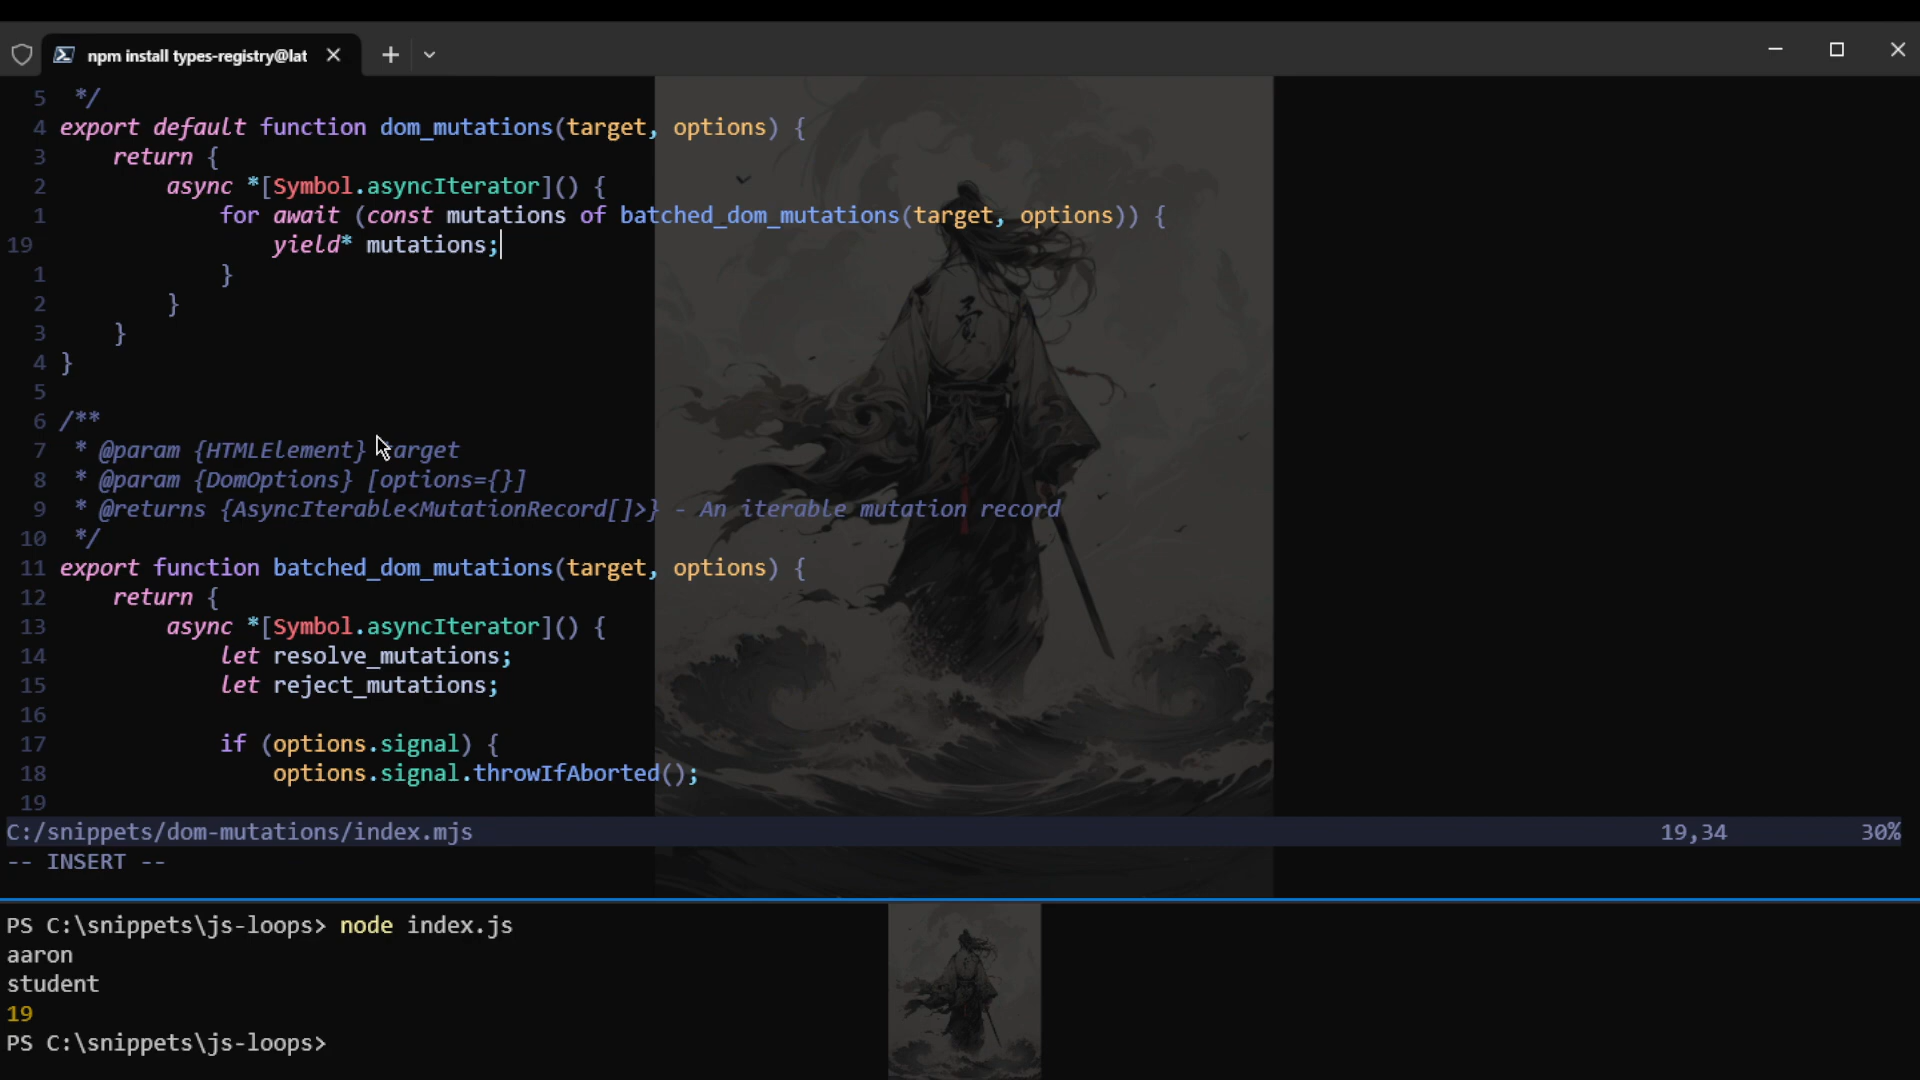 npm install types-registry@lat
5  */
4 export default function dom_mutations(target, options) {
3     return {
2         async *[Symbol.asyncIterator]() {
1             for await (const mutations of batched_dom_mutations(target, options)) {
19                 yield* mutations;
1             }
2         }
3     }
4 }
5
6 /**
7  * @param {HTMLElement} target
8  * @param {DomOptions} [options={}]
9  * @returns {AsyncIterable<MutationRecord[]>} - An iterable mutation record
10  */
11 export function batched_dom_mutations(target, options) {
12     return {
13         async *[Symbol.asyncIterator]() {
14             let resolve_mutations;
15             let reject_mutations;
16
17             if (options.signal) {
18                 options.signal.throwIfAborted();
19
C:/snippets/dom-mutations/index.mjs 19,34 30%
-- INSERT --
PS C:\snippets\js-loops> node index.js
aaron
student
19
PS C:\snippets\js-loops>